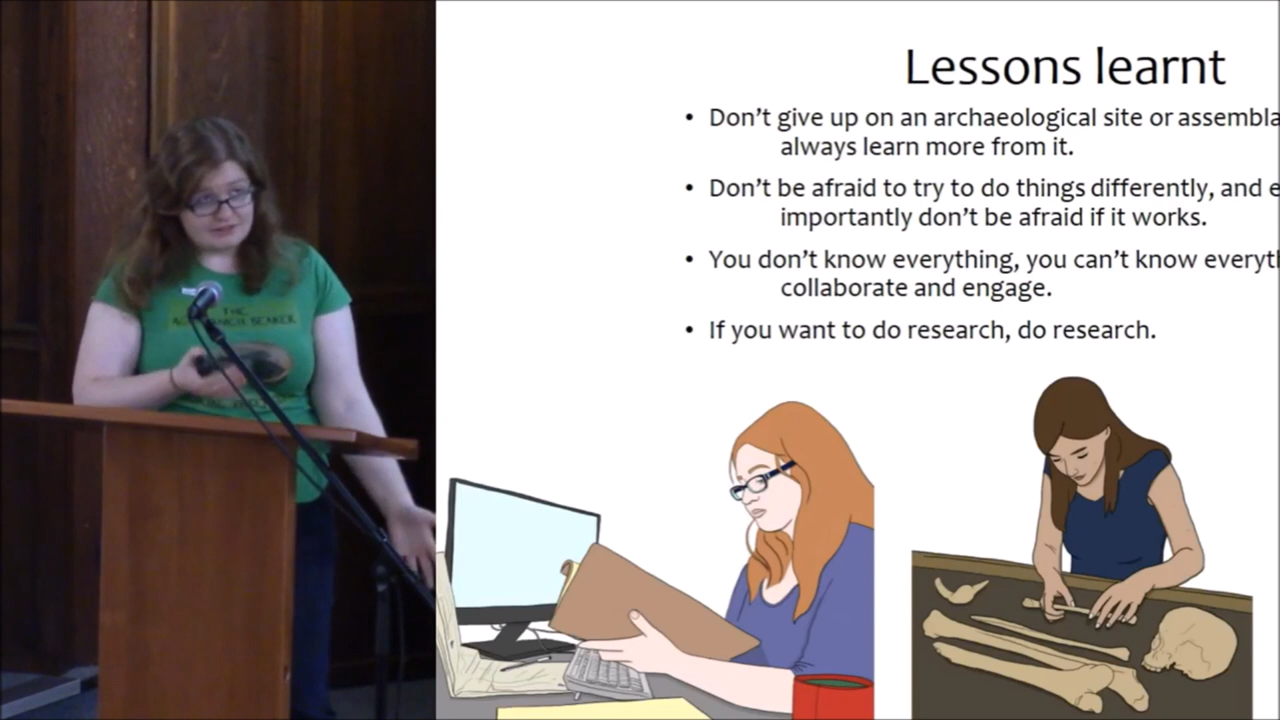 Lessons learnt
• Don't give up on an archaeological site or assembla
always learn more from it.
• Don't be afraid to try to do things differently, and e
importantly don't be afraid if it works.
• You don't know everything, you can't know everyth
collaborate and engage.
• If you want to do research, do research.
THE
BEAKER